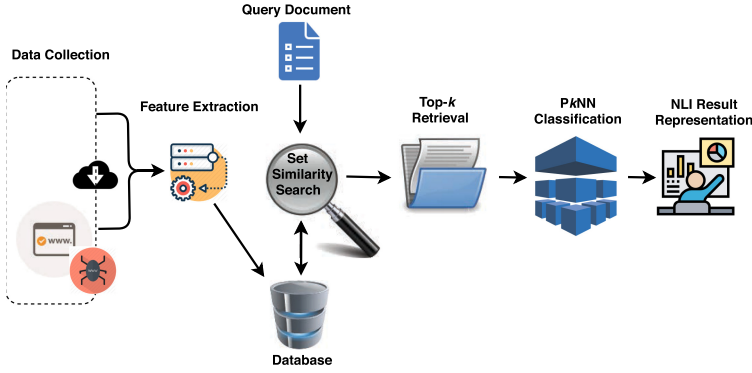 Query Document
Data Collection
Feature Extraction
Top-k
Retrieval
PkNN
Classification
NLI Result
Representation
Set
Similarity
Search
www.
Database